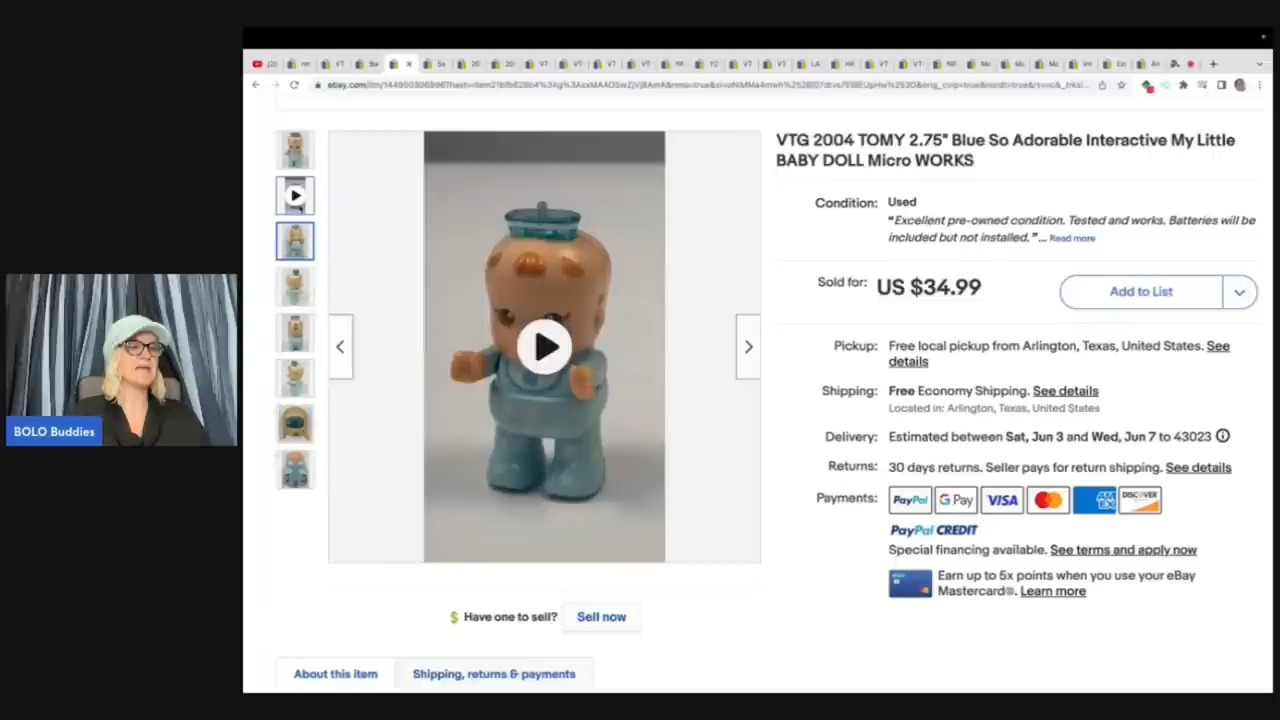 VTG 2004 TOMY 2.75" Blue So Adorable Interactive My Little
BABY DOLL Micro WORKS
Condition: Used
"Excellent pre-owned condition. Tested and works. Batteries will be
included but not installed. " ... Read more
Sold for: US $34.99
Add to List
Pickup: Free local pickup from Arlington, Texas, United States. See
details
Shipping: Free Economy Shipping. See details
Located in: Arlington, Texas, United States
Delivery: Estimated between Sat, Jun 3 and Wed, Jun 7 to 43023
Returns: 30 days returns. Seller pays for return shipping. See details
Payments: PayPal G Pay VISA AM EX DISCOVER
PayPal CREDIT
Special financing available. See terms and apply now
Earn up to 5x points when you use your eBay
Mastercard®. Learn more
Have one to sell? Sell now
About this item
Shipping, returns & payments
BOLO Buddies